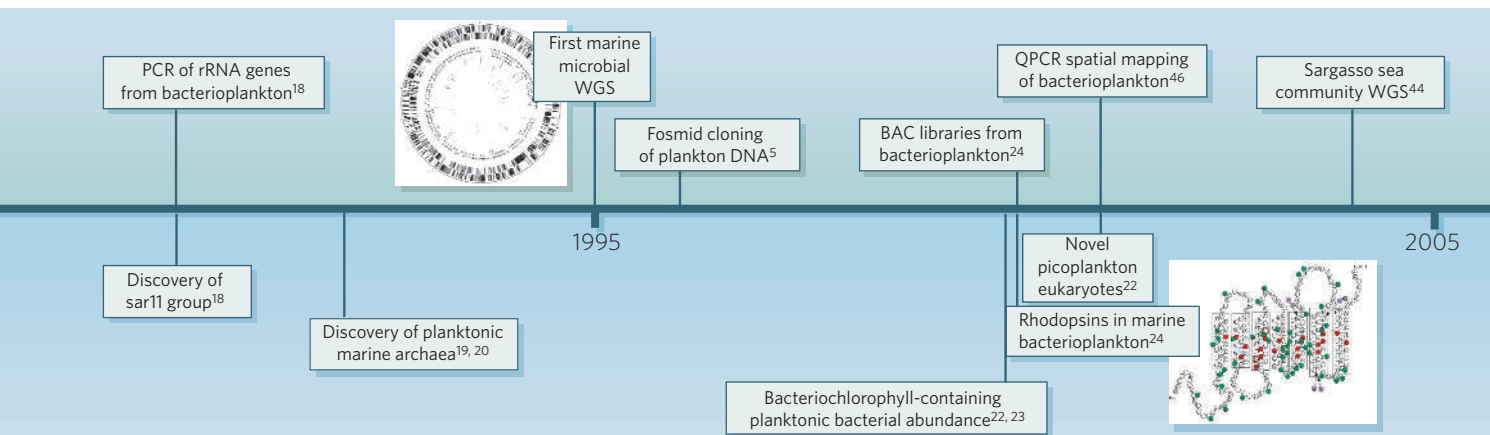 PCR of rRNA genes
from bacterioplankton18
First marine
microbial
WGS
Fosmid cloning
of plankton DNA5
BAC libraries from
bacterioplankton24
QPCR spatial mapping
of bacterioplankton46
Sargasso sea
community WGS44
1995
2005
Discovery of
sar11 group18
Discovery of planktonic
marine archaea19, 20
Novel
picoplankton
eukaryotes22
Rhodopsins in marine
bacterioplankton24
Bacteriochlorophyll-containing
planktonic bacterial abundance22, 23